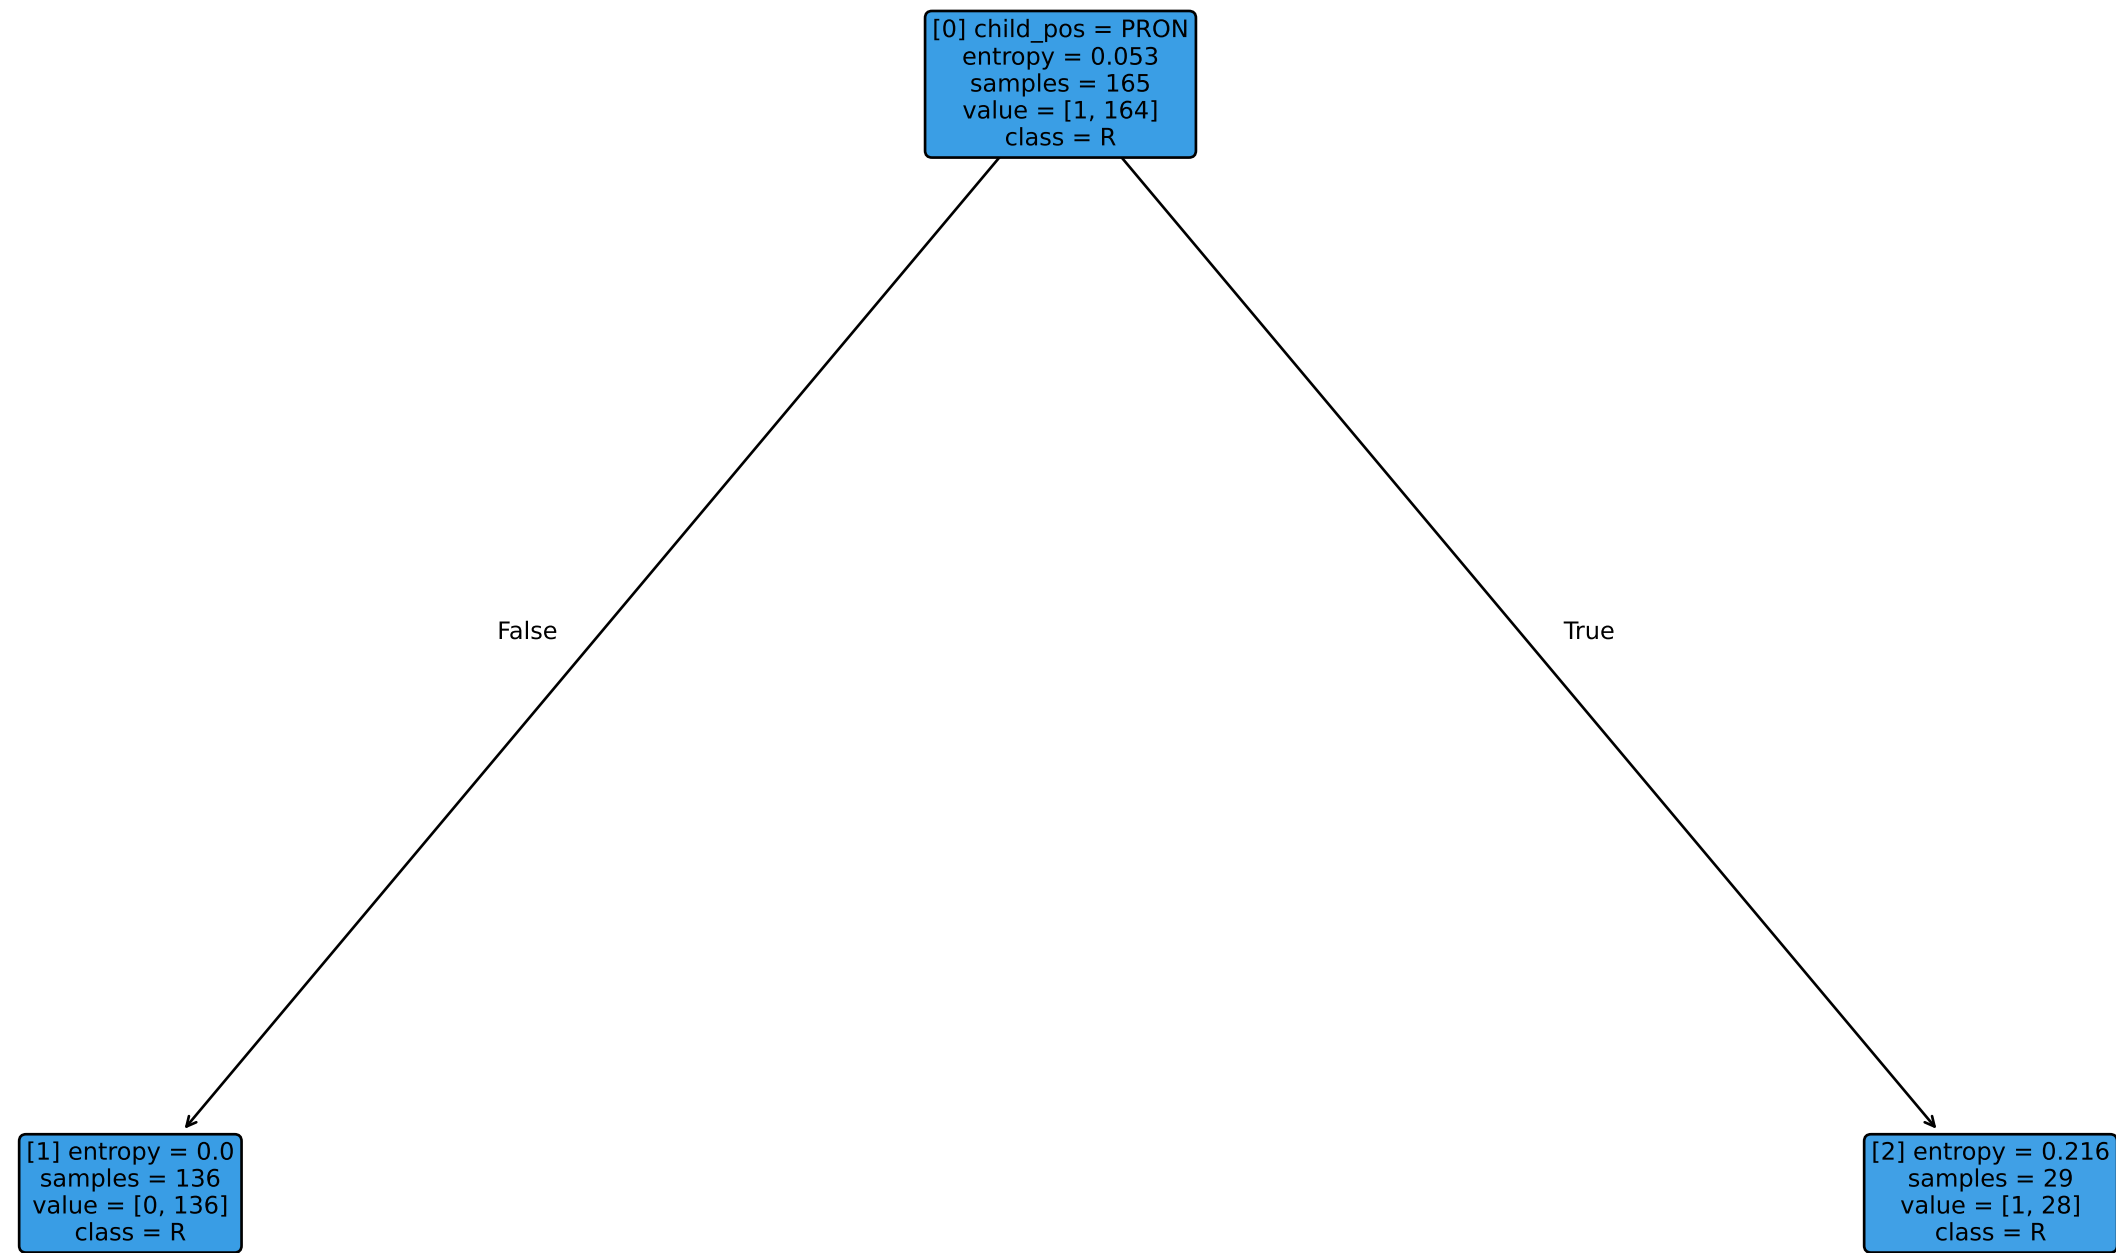 [0] child_pos = PRON
entropy = 0.053
samples = 165
value = [1, 164]
class = R
False
True
[1] entropy = 0.0
samples = 136
value = [0, 136]
class = R
[2] entropy = 0.216
samples = 29
value = [1, 28]
class = R